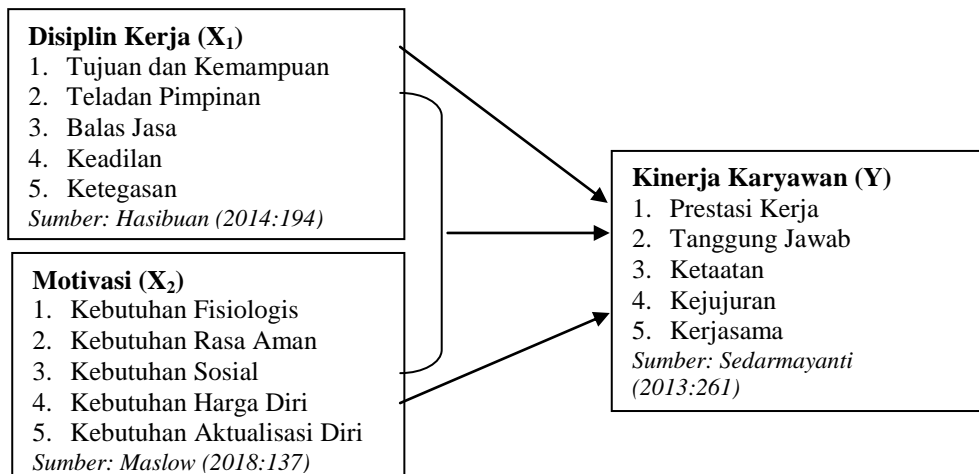 Disiplin Kerja (X₁)
1. Tujuan dan Kemampuan
2. Teladan Pimpinan
3. Balas Jasa
4. Keadilan
5. Ketegasan
Sumber: Hasibuan (2014:194)
Motivasi (X₂)
1. Kebutuhan Fisiologis
2. Kebutuhan Rasa Aman
3. Kebutuhan Sosial
4. Kebutuhan Harga Diri
5. Kebutuhan Aktualisasi Diri
Sumber: Maslow (2018:137)
Kinerja Karyawan (Y)
1. Prestasi Kerja
2. Tanggung Jawab
3. Ketaatan
4. Kejujuran
5. Kerjasama
Sumber: Sedarmayanti
(2013:261)